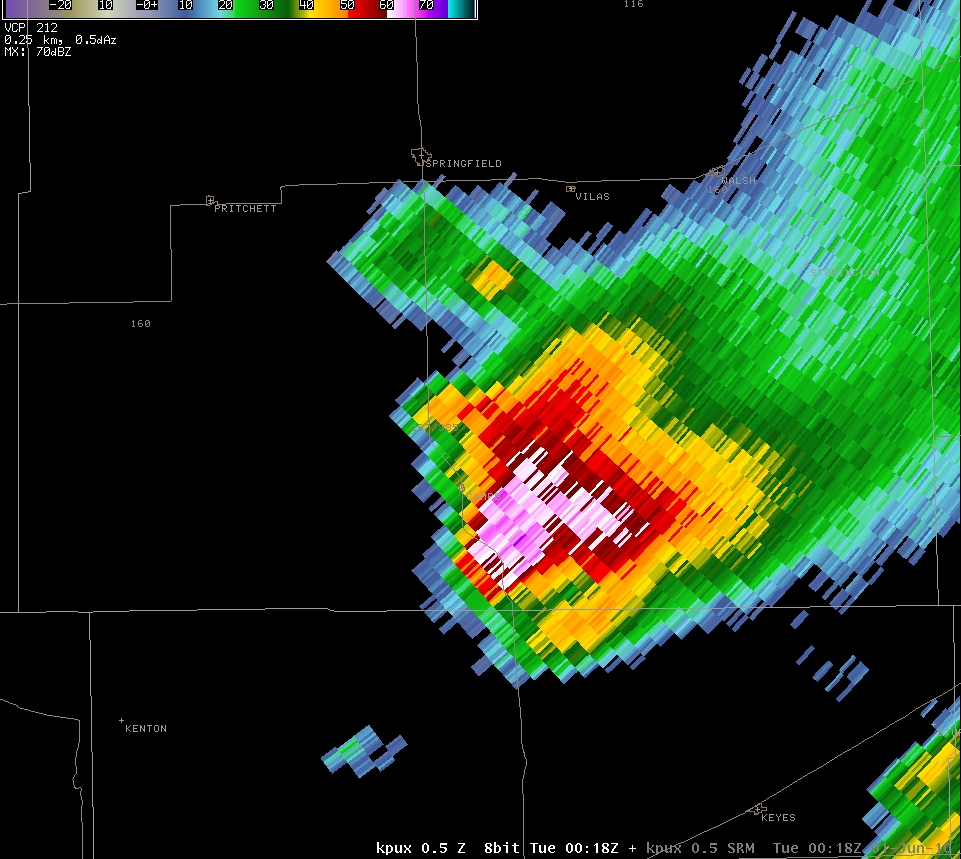 -20 10 -+0 10 20 30 40 50 60 70
116
VCP 212
0.25 km, 0.5dAz
MX: 70dBZ
SPRINGFIELD
WALSH
160
VILAS
PRITCHETT
160
KENTON
KEYES
kpux 0.5 Z 8bit Tue 00:18Z + kpux 0.5 SRM Tue 00:18Z